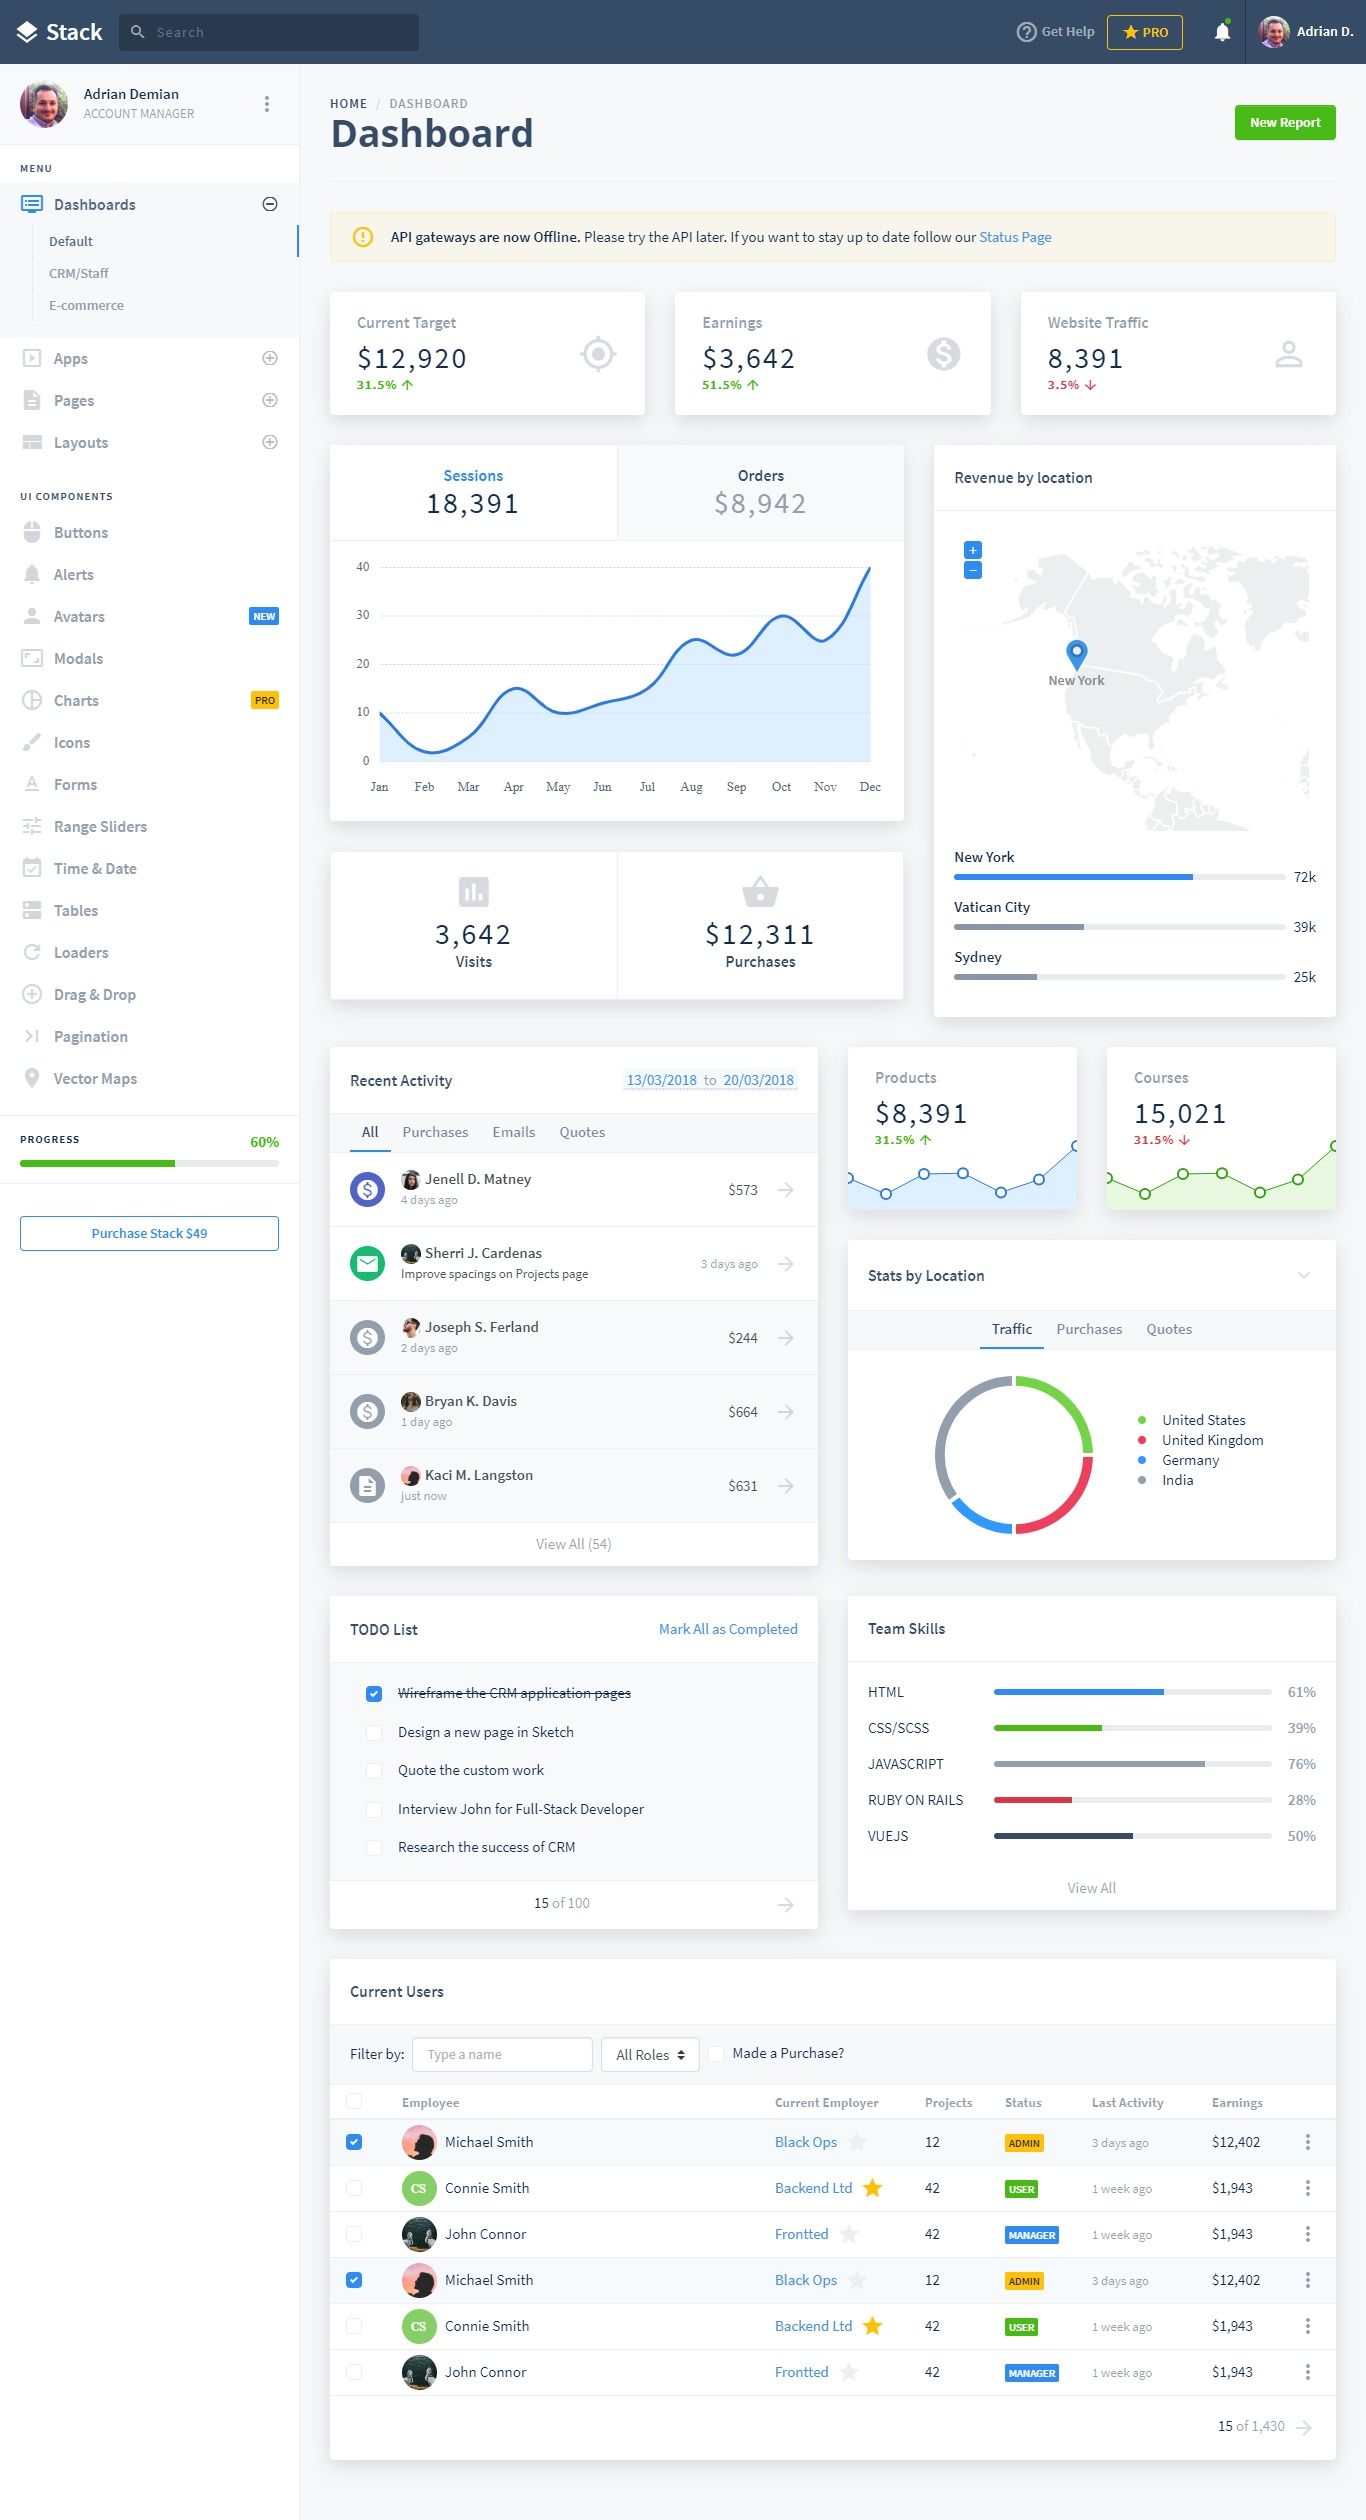 Stack
Search
Get Help
PRO
Adrian D.
Adrian Demian
ACCOUNT MANAGER
MENU
Dashboards
Default
CRM/Staff
E-commerce
Apps
Pages
Layouts
UI COMPONENTS
Buttons
Alerts
Avatars NEW
Modals
Charts PRO
Icons
Forms
Range Sliders
Time & Date
Tables
Loaders
Drag & Drop
Pagination
Vector Maps
PROGRESS 60%
Purchase Stack $49
HOME / DASHBOARD
Dashboard
New Report
API gateways are now Offline. Please try the API later. If you want to stay up to date follow our Status Page
Current Target
$12,920
31.5%
Earnings
$3,642
51.5%
Website Traffic
8,391
3.5%
Sessions
18,391
Orders
$8,942
40
30
20
10
0
Jan Feb Mar Apr May Jun Jul Aug Sep Oct Nov Dec
3,642
Visits
$12,311
Purchases
Revenue by location
+
−
New York
New York
72k
Vatican City
39k
Sydney
25k
Recent Activity
13/03/2018 to 20/03/2018
All Purchases Emails Quotes
Jenell D. Matney
4 days ago
$573
Sherri J. Cardenas
Improve spacings on Projects page
3 days ago
Joseph S. Ferland
2 days ago
$244
Bryan K. Davis
1 day ago
$664
Kaci M. Langston
just now
$631
View All (54)
Products
$8,391
31.5%
Courses
15,021
31.5%
Stats by Location
Traffic Purchases Quotes
United States
United Kingdom
Germany
India
TODO List
Mark All as Completed
Wireframe the CRM application pages
Design a new page in Sketch
Quote the custom work
Interview John for Full-Stack Developer
Research the success of CRM
15 of 100
Team Skills
HTML 61%
CSS/SCSS 39%
JAVASCRIPT 76%
RUBY ON RAILS 28%
VUEJS 50%
View All
Current Users
Filter by: Type a name All Roles Made a Purchase?
Employee Current Employer Projects Status Last Activity Earnings
Michael Smith Black Ops 12 ADMIN 3 days ago $12,402
CS Connie Smith Backend Ltd 42 USER 1 week ago $1,943
John Connor Frontted 42 MANAGER 1 week ago $1,943
Michael Smith Black Ops 12 ADMIN 3 days ago $12,402
CS Connie Smith Backend Ltd 42 USER 1 week ago $1,943
John Connor Frontted 42 MANAGER 1 week ago $1,943
15 of 1,430